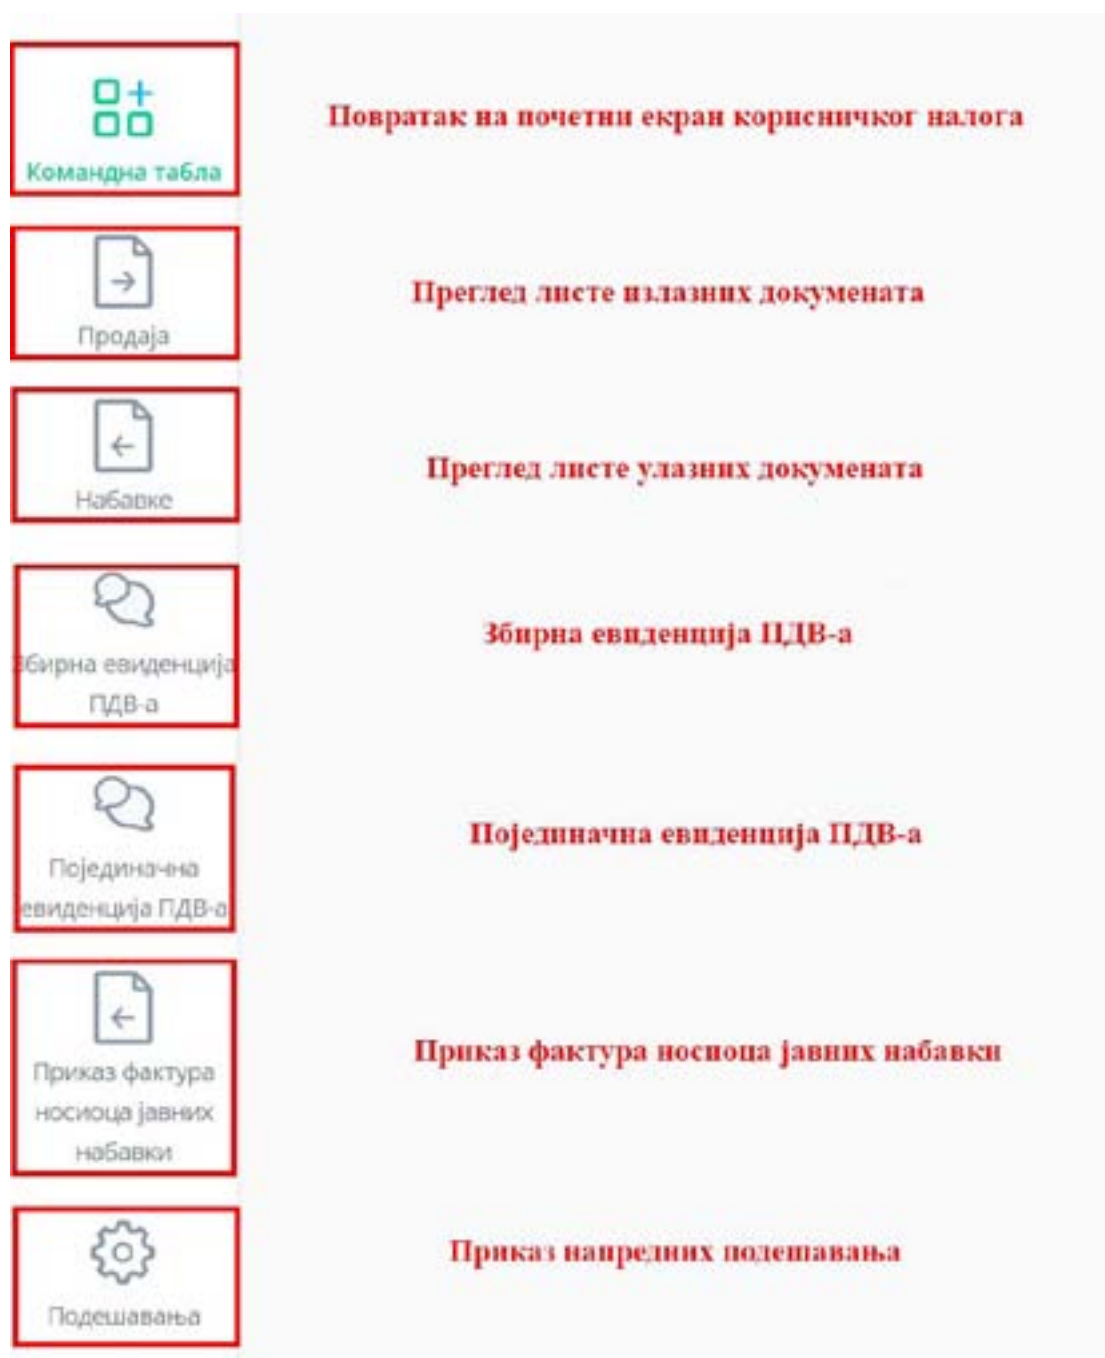 Командна табла
Повратак на почетни екран корисничког налога
Продаја
Преглед листе излазних докумената
Набавке
Преглед листе улазних докумената
Збирна евиденција
ПДВ-а
Збирна евиденција ПДВ-а
Појединачна
евиденција ПДВ-а
Појединачна евиденција ПДВ-а
Приказ фактура
носиоца јавних
набавки
Приказ фактура носиоца јавних набавки
Подешавања
Приказ напредних подешавања